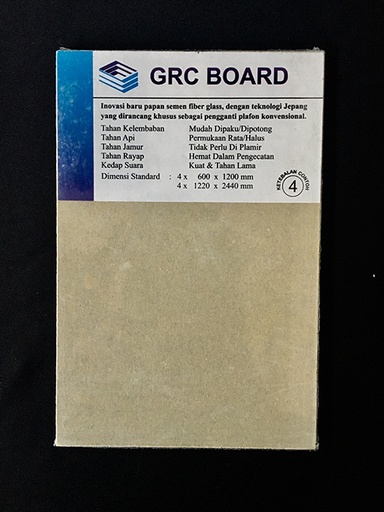 GRC BOARD
Inovasi baru papan semen fiber glass, dengan teknologi Jepang
yang dirancang khusus sebagai pengganti plafon konvensional.
Tahan Kelembaban Mudah Dipaku/Dipotong
Tahan Api Permukaan Rata/Halus
Tahan Jamur Tidak Perlu Di Plamir
Tahan Rayap Hemat Dalam Pengecatan
Kedap Suara Kuat & Tahan Lama
Dimensi Standard : 4 x 600 x 1200 mm
4 x 1220 x 2440 mm
KETEBALAN CONTOH
4